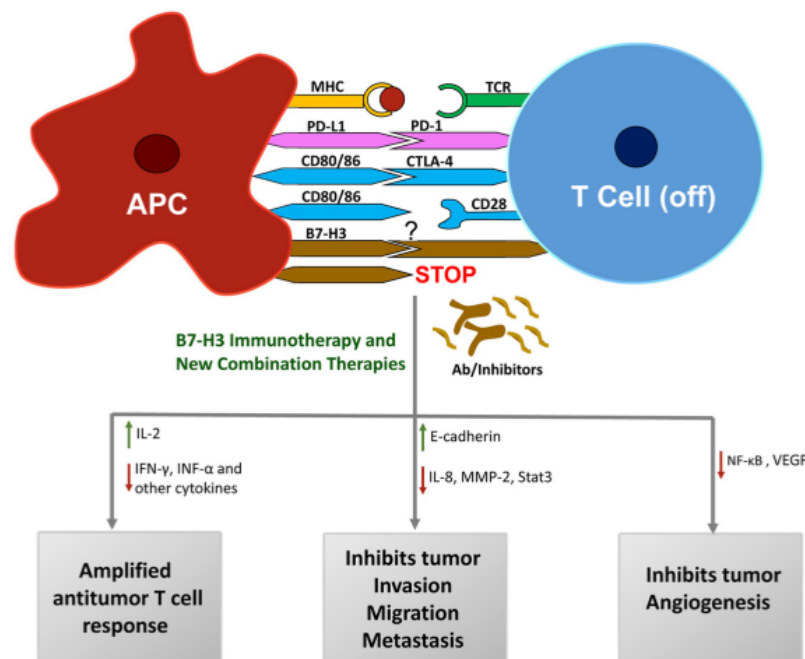 MHC
TCR
PD-L1
PD-1
CD80/86
CTLA-4
APC
T Cell (off)
CD80/86
CD28
B7-H3
?
STOP
B7-H3 Immunotherapy and
New Combination Therapies
Ab/Inhibitors
IL-2
IFN-γ, INF-α and
other cytokines
E-cadherin
IL-8, MMP-2, Stat3
NF-κB , VEGF
Amplified
antitumor T cell
response
Inhibits tumor
Invasion
Migration
Metastasis
Inhibits tumor
Angiogenesis